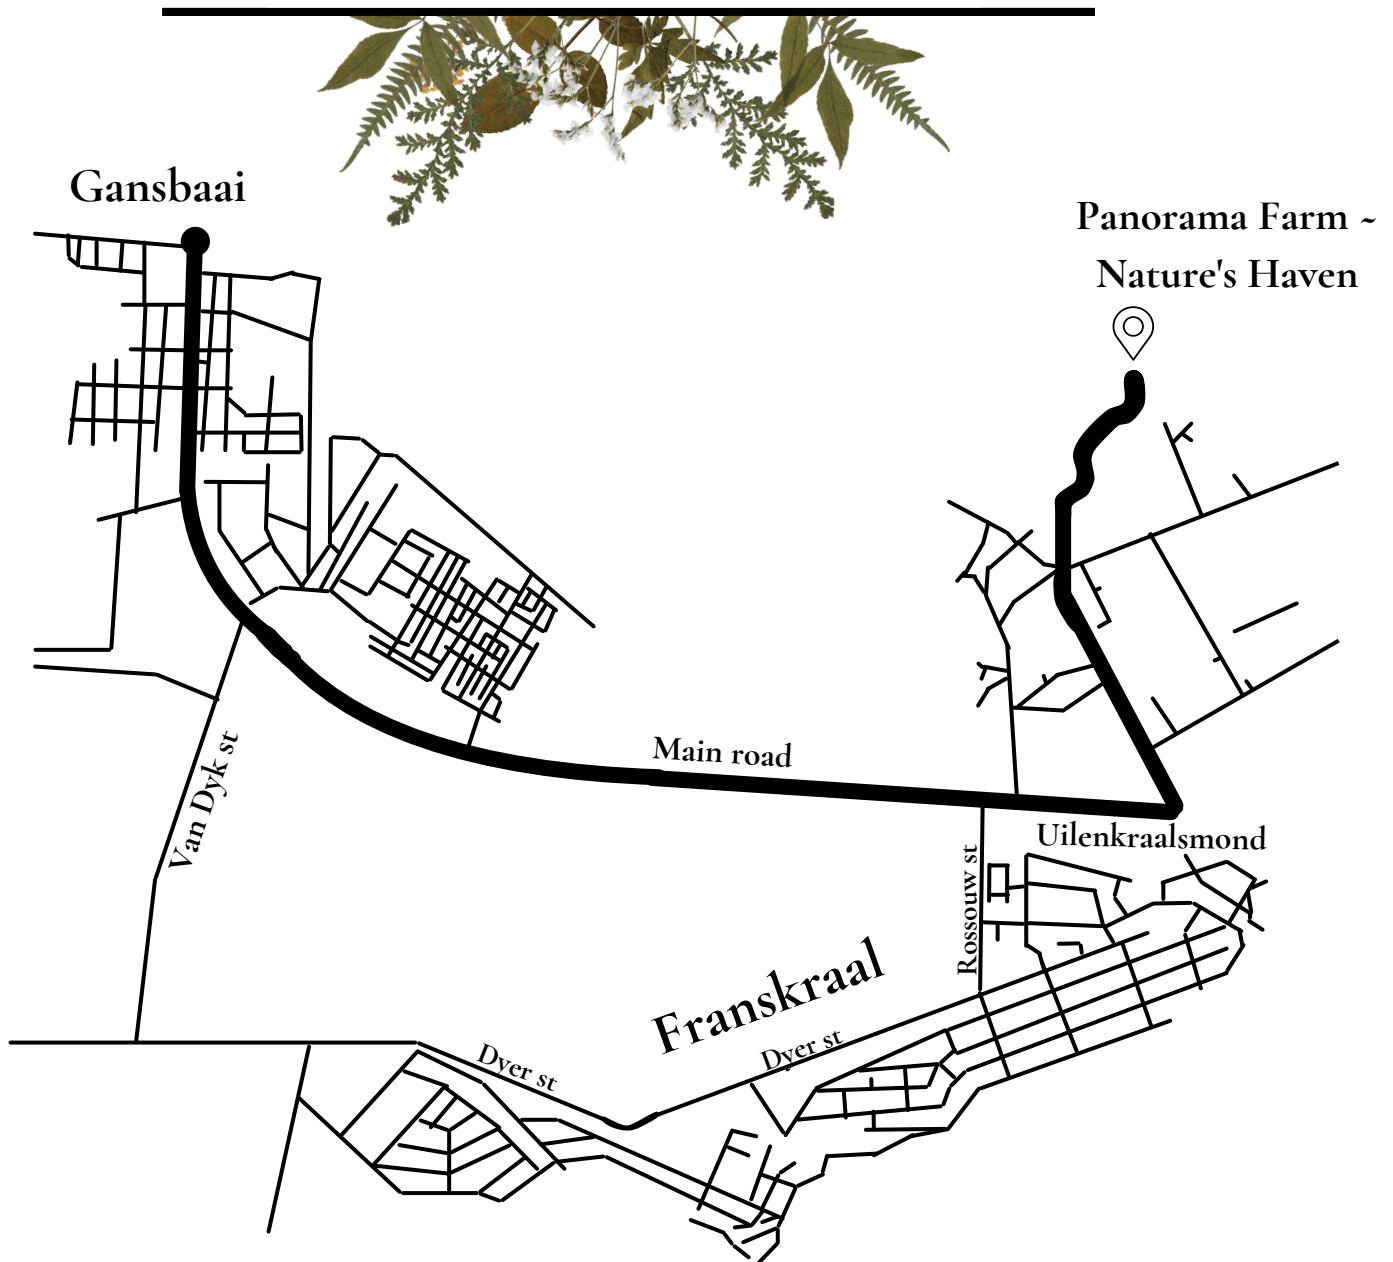 Gansbaai
Panorama Farm ~
Nature's Haven
Main road
Van Dyk st
Uilenkraalsmond
Rossouw st
Franskraal
Dyer st
Dyer st